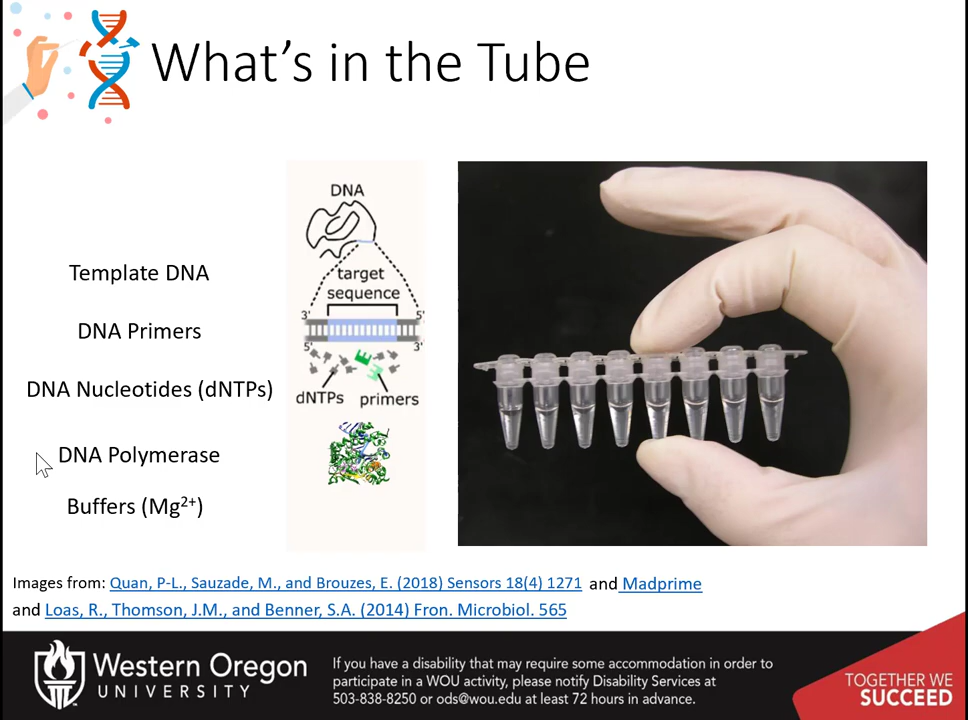 What's in the Tube
Template DNA
DNA Primers
DNA Nucleotides (dNTPs)
DNA Polymerase
Buffers (Mg²⁺)
DNA
target
sequence
3' 5'
5' 3'
dNTPs primers
Images from: Quan, P-L., Sauzade, M., and Brouzes, E. (2018) Sensors 18(4) 1271 and Madprime
and Loas, R., Thomson, J.M., and Benner, S.A. (2014) Fron. Microbiol. 565
Western Oregon
UNIVERSITY
If you have a disability that may require some accommodation in order to
participate in a WOU activity, please notify Disability Services at
503-838-8250 or ods@wou.edu at least 72 hours in advance.
TOGETHER WE
SUCCEED